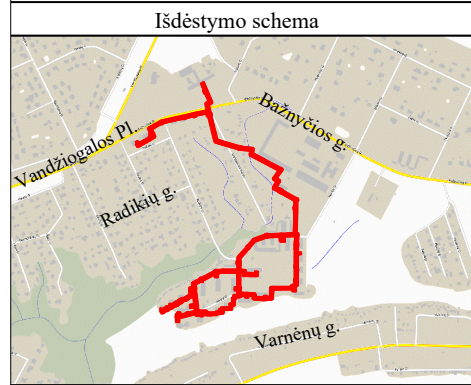 Išdėstymo schema
Bažnyčios g.
Vandžiogalos Pl.
Radikių g.
Varnėnų g.